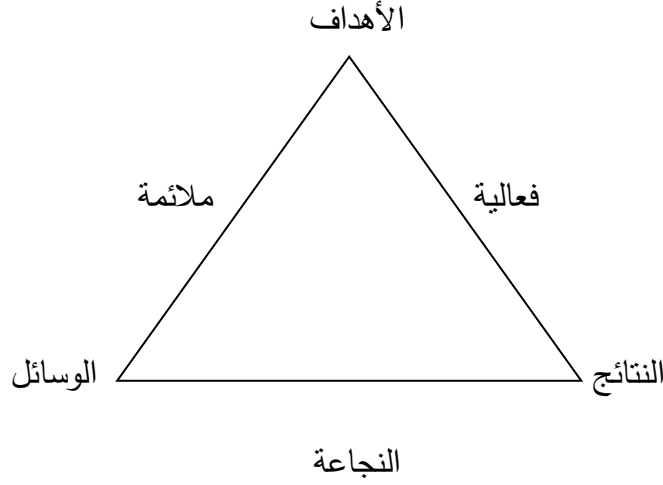 الأهداف
فعالية
ملائمة
النتائج
الوسائل
النجاعة